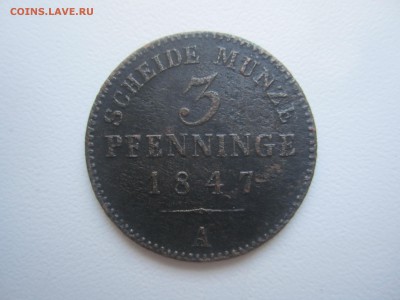 COINS.LAVE.RU
SCHEIDE MÜNZE
3
PFENNINGE
1847
A